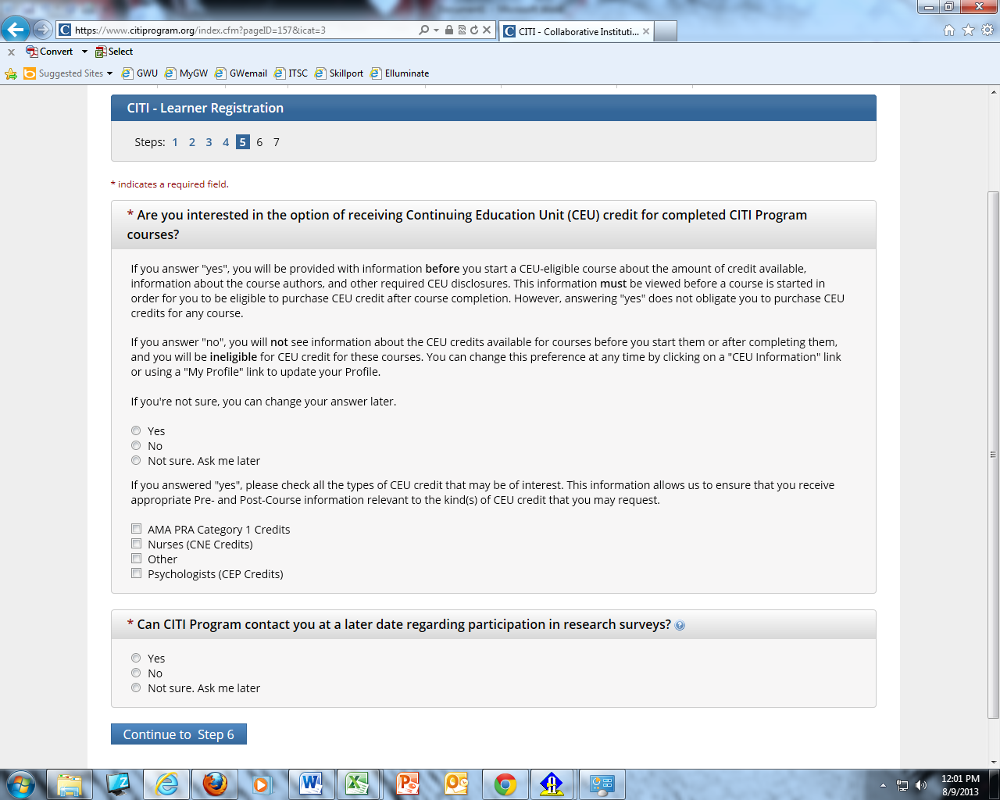 https://www.citiprogram.org/index.cfm?pageID=157&icat=3
CITI - Collaborative Instituti...
Convert Select
Suggested Sites GWU MyGW GWemail ITSC Skillport Elluminate
CITI - Learner Registration
Steps: 1 2 3 4 5 6 7
* indicates a required field.
* Are you interested in the option of receiving Continuing Education Unit (CEU) credit for completed CITI Program
courses?
If you answer "yes", you will be provided with information before you start a CEU-eligible course about the amount of credit available,
information about the course authors, and other required CEU disclosures. This information must be viewed before a course is started in
order for you to be eligible to purchase CEU credit after course completion. However, answering "yes" does not obligate you to purchase CEU
credits for any course.
If you answer "no", you will not see information about the CEU credits available for courses before you start them or after completing them,
and you will be ineligible for CEU credit for these courses. You can change this preference at any time by clicking on a "CEU Information" link
or using a "My Profile" link to update your Profile.
If you're not sure, you can change your answer later.
Yes
No
Not sure. Ask me later
If you answered "yes", please check all the types of CEU credit that may be of interest. This information allows us to ensure that you receive
appropriate Pre- and Post-Course information relevant to the kind(s) of CEU credit that you may request.
AMA PRA Category 1 Credits
Nurses (CNE Credits)
Other
Psychologists (CEP Credits)
* Can CITI Program contact you at a later date regarding participation in research surveys?
Yes
No
Not sure. Ask me later
Continue to Step 6
12:01 PM
8/9/2013